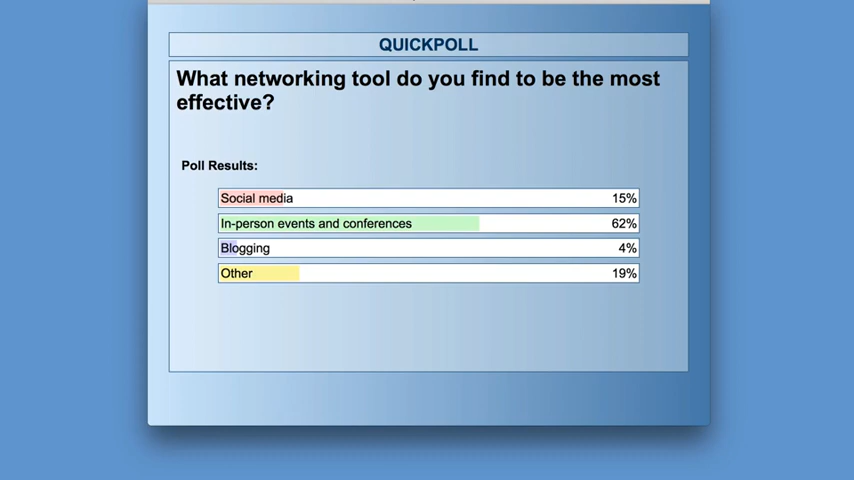 QUICKPOLL
What networking tool do you find to be the most
effective?
Poll Results:
Social media 15%
In-person events and conferences 62%
Blogging 4%
Other 19%